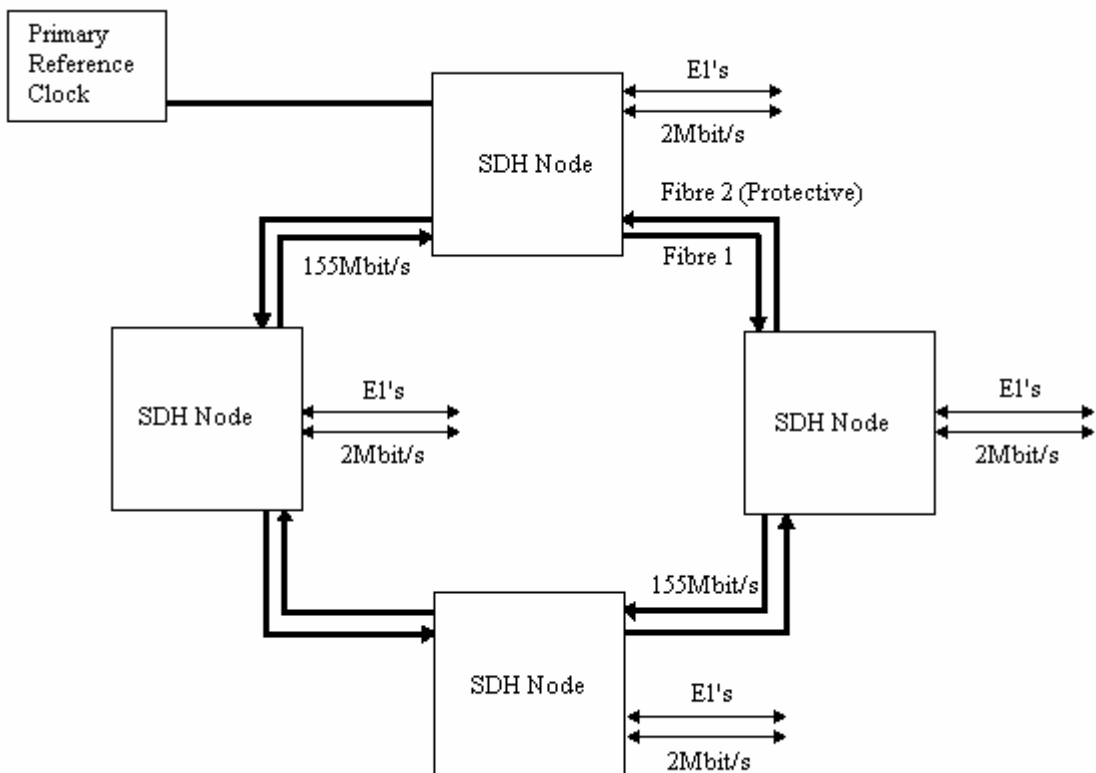 Primary
Reference
Clock
E1's
2Mbit/s
SDH Node
Fibre 2 (Protective)
Fibre 1
155Mbit/s
SDH Node
E1's
2Mbit/s
SDH Node
E1's
2Mbit/s
155Mbit/s
SDH Node
E1's
2Mbit/s